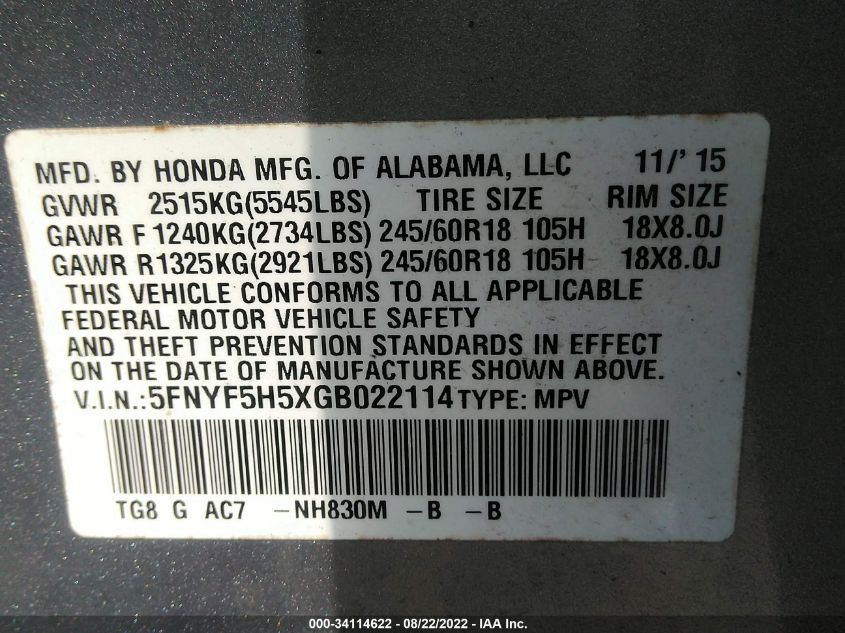 MFD. BY HONDA MFG. OF ALABAMA, LLC 11/' 15
GVWR 2515KG(5545LBS) TIRE SIZE RIM SIZE
GAWR F 1240KG(2734LBS) 245/60R18 105H 18X8.0J
GAWR R1325KG(2921LBS) 245/60R18 105H 18X8.0J
THIS VEHICLE CONFORMS TO ALL APPLICABLE
FEDERAL MOTOR VEHICLE SAFETY
AND THEFT PREVENTION STANDARDS IN EFFECT
ON THE DATE OF MANUFACTURE SHOWN ABOVE.
V.I.N.:5FNYF5H5XGB022114 TYPE: MPV
TG8 G AC7 -NH830M -B -B
000-34114622 - 08/22/2022 - IAA Inc.